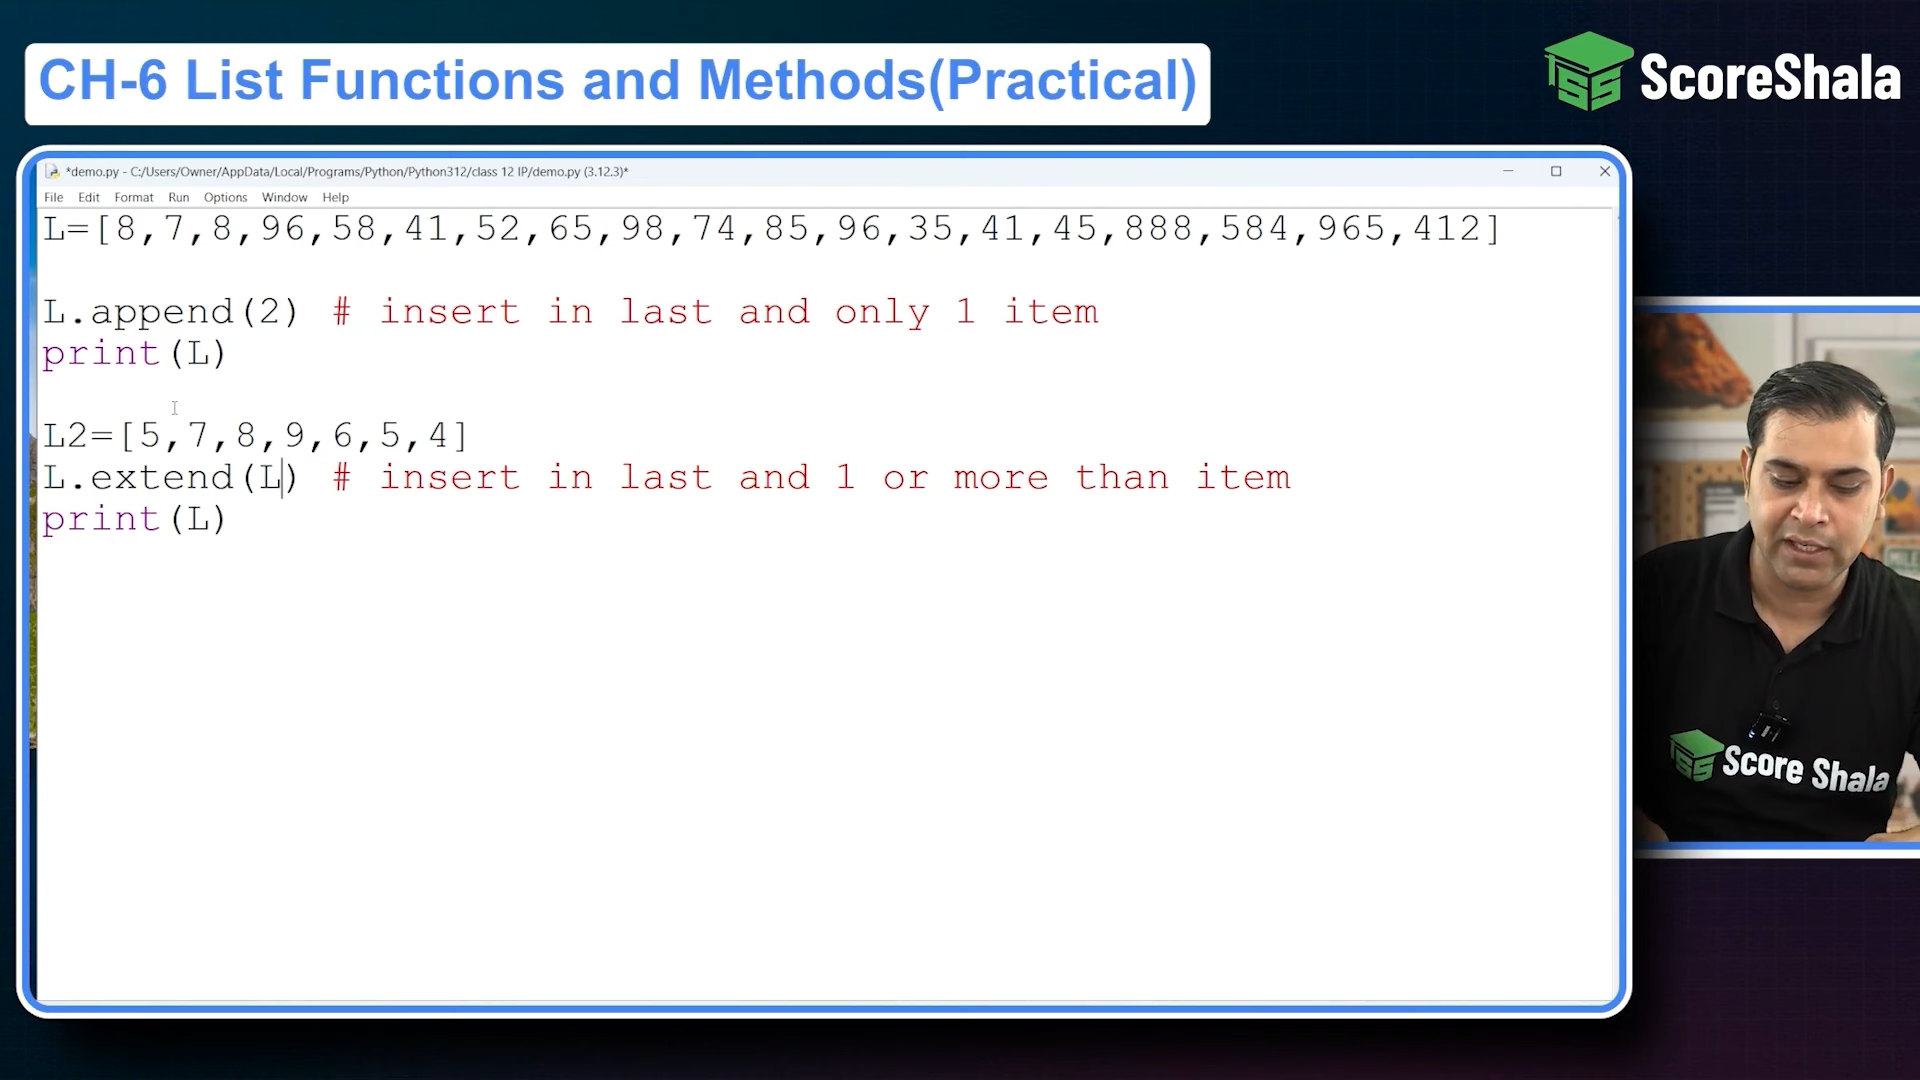 CH-6 List Functions and Methods(Practical)
ScoreShala
*demo.py - C:/Users/Owner/AppData/Local/Programs/Python/Python312/class 12 IP/demo.py (3.12.3)*
File Edit Format Run Options Window Help
L=[8,7,8,96,58,41,52,65,98,74,85,96,35,41,45,888,584,965,412]
L.append(2) # insert in last and only 1 item
print(L)
L2=[5,7,8,9,6,5,4]
L.extend(L) # insert in last and 1 or more than item
print(L)
Score Shala